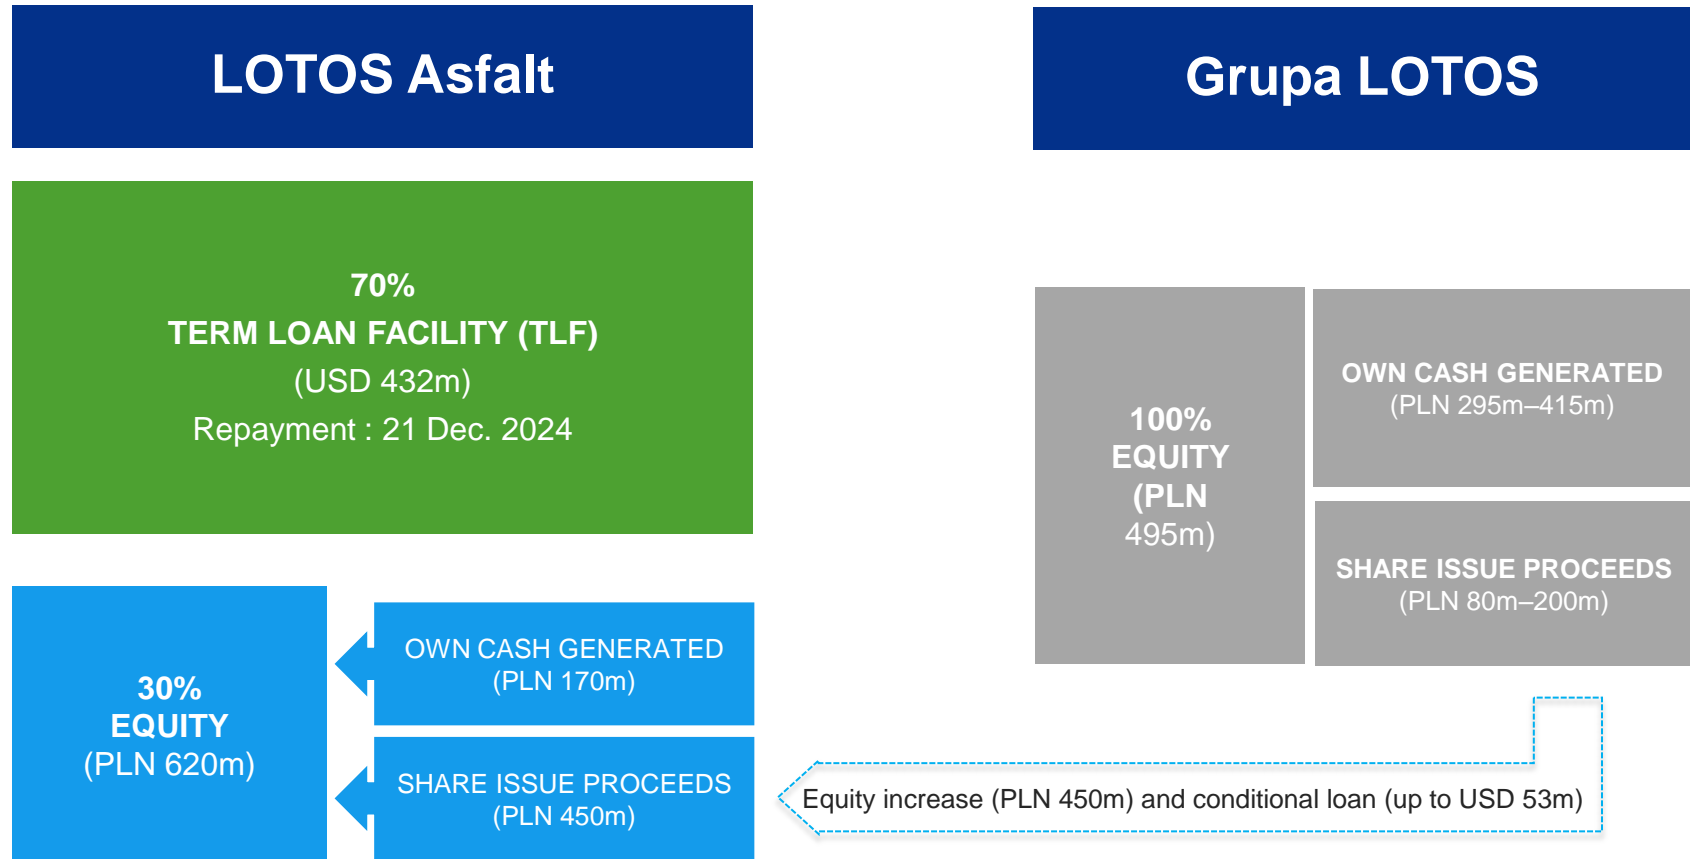 LOTOS Asfalt
70%
TERM LOAN FACILITY (TLF)
(USD 432m)
Repayment : 21 Dec. 2024
30%
EQUITY
(PLN 620m)
OWN CASH GENERATED
(PLN 170m)
SHARE ISSUE PROCEEDS
(PLN 450m)
Grupa LOTOS
100%
EQUITY
(PLN
495m)
OWN CASH GENERATED
(PLN 295m–415m)
SHARE ISSUE PROCEEDS
(PLN 80m–200m)
Equity increase (PLN 450m) and conditional loan (up to USD 53m)